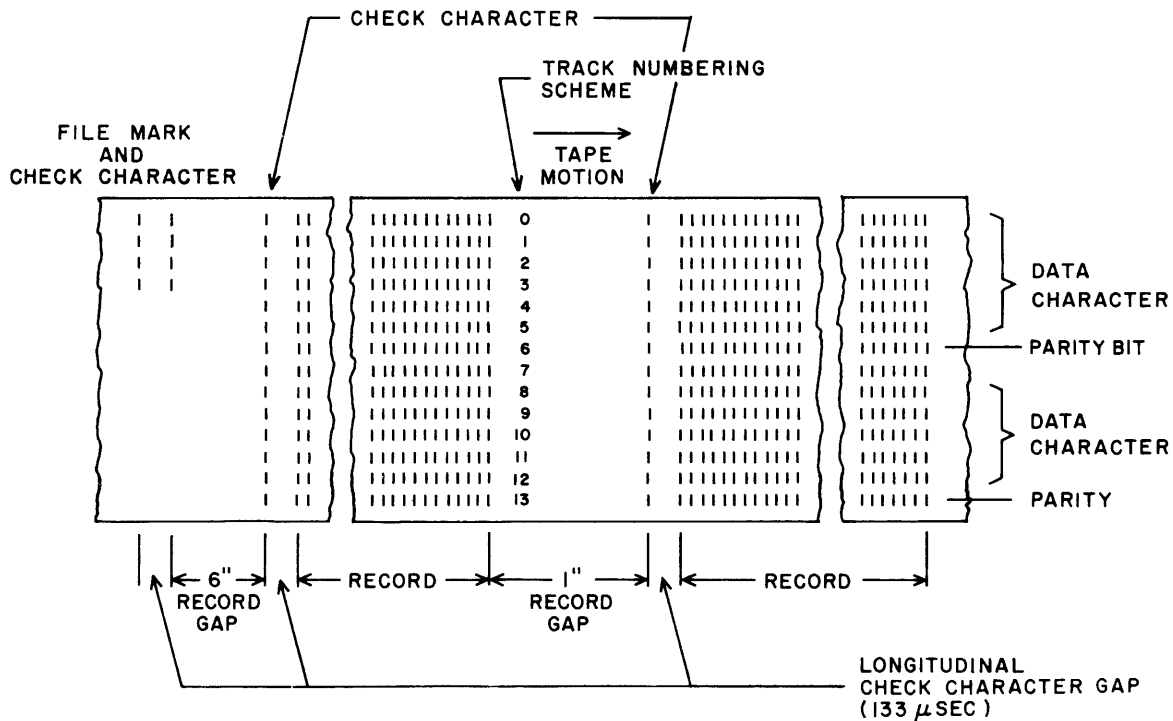 CHECK CHARACTER
TRACK NUMBERING
SCHEME
FILE MARK
AND
CHECK CHARACTER
TAPE
MOTION
0
1
2
3
4
5
6
7
8
9
10
11
12
13
DATA
CHARACTER
PARITY BIT
DATA
CHARACTER
PARITY
6"
RECORD
GAP
RECORD
1"
RECORD
GAP
RECORD
LONGITUDINAL
CHECK CHARACTER GAP
(133 μSEC)